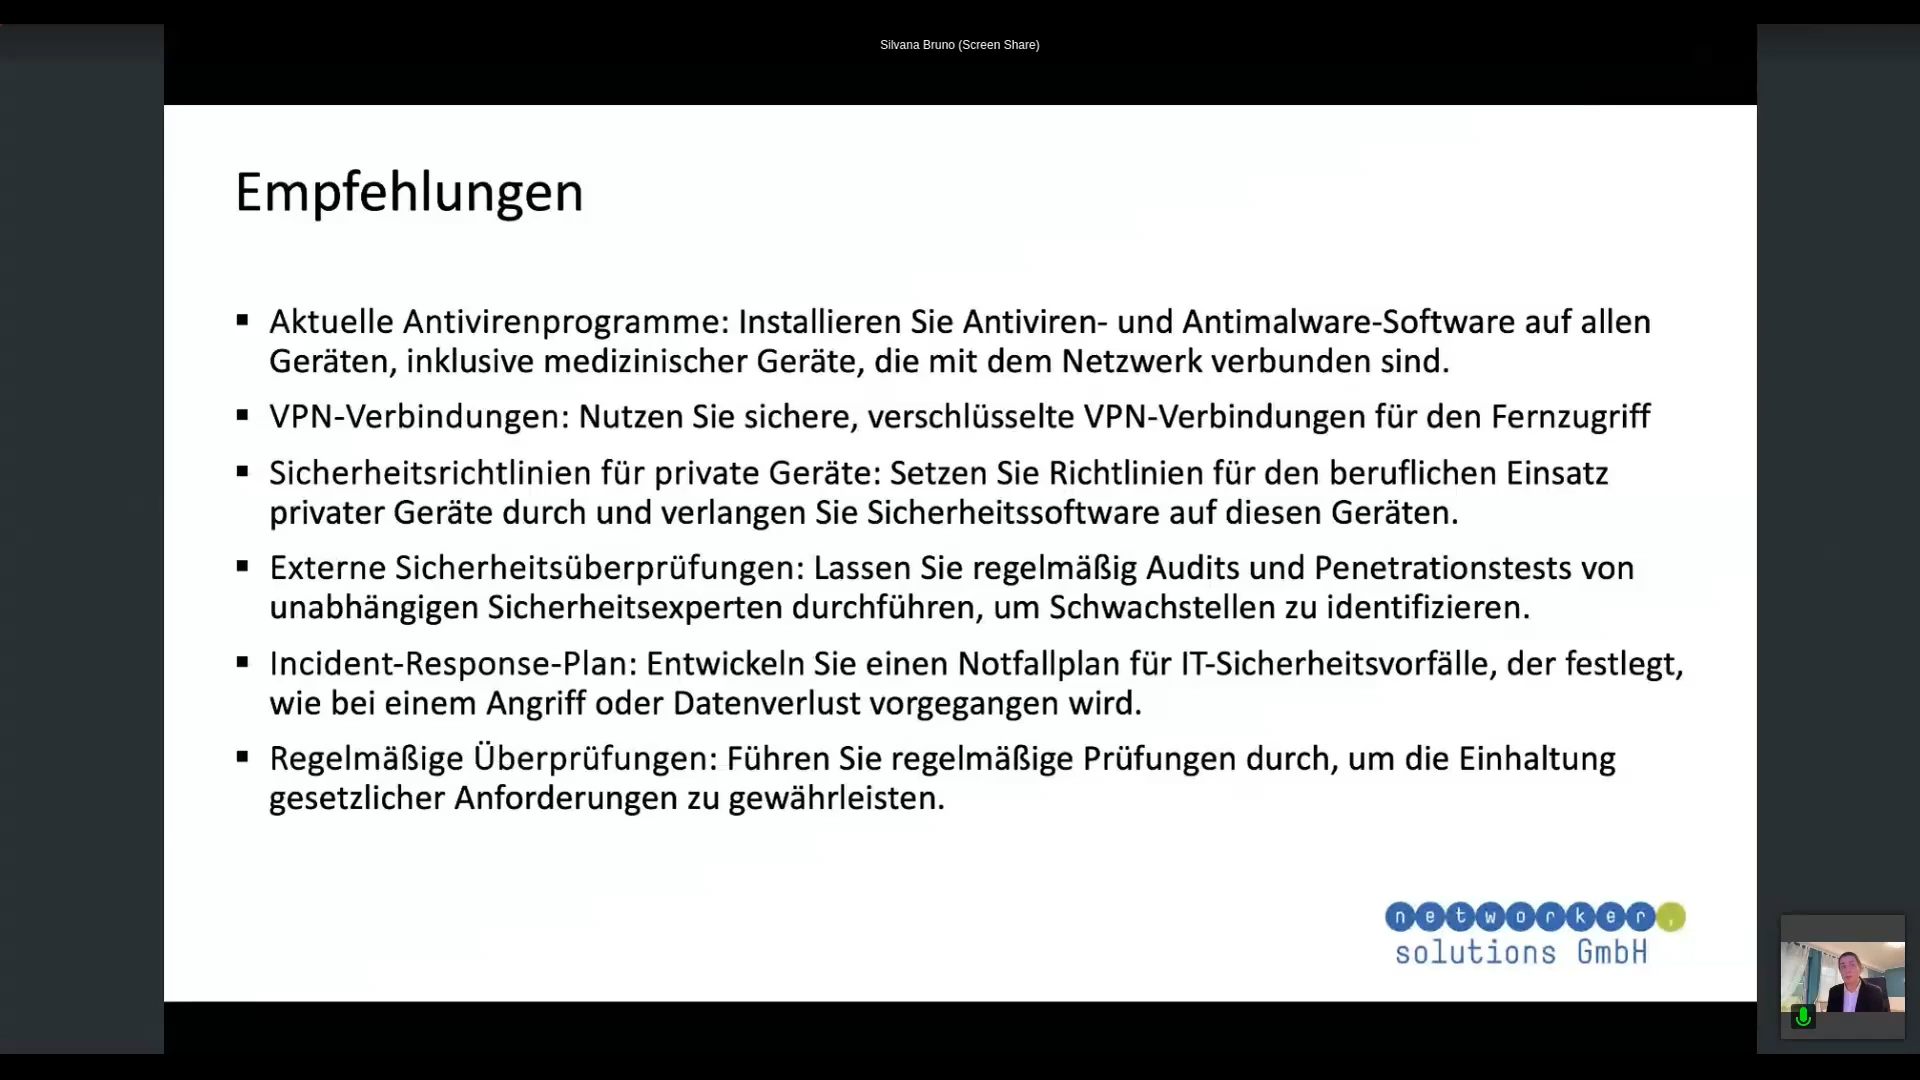 Silvana Bruno (Screen Share)
Empfehlungen
▪ Aktuelle Antivirenprogramme: Installieren Sie Antiviren- und Antimalware-Software auf allen
Geräten, inklusive medizinischer Geräte, die mit dem Netzwerk verbunden sind.
▪ VPN-Verbindungen: Nutzen Sie sichere, verschlüsselte VPN-Verbindungen für den Fernzugriff
▪ Sicherheitsrichtlinien für private Geräte: Setzen Sie Richtlinien für den beruflichen Einsatz
privater Geräte durch und verlangen Sie Sicherheitssoftware auf diesen Geräten.
▪ Externe Sicherheitsüberprüfungen: Lassen Sie regelmäßig Audits und Penetrationstests von
unabhängigen Sicherheitsexperten durchführen, um Schwachstellen zu identifizieren.
▪ Incident-Response-Plan: Entwickeln Sie einen Notfallplan für IT-Sicherheitsvorfälle, der festlegt,
wie bei einem Angriff oder Datenverlust vorgegangen wird.
▪ Regelmäßige Überprüfungen: Führen Sie regelmäßige Prüfungen durch, um die Einhaltung
gesetzlicher Anforderungen zu gewährleisten.
networker,
solutions GmbH